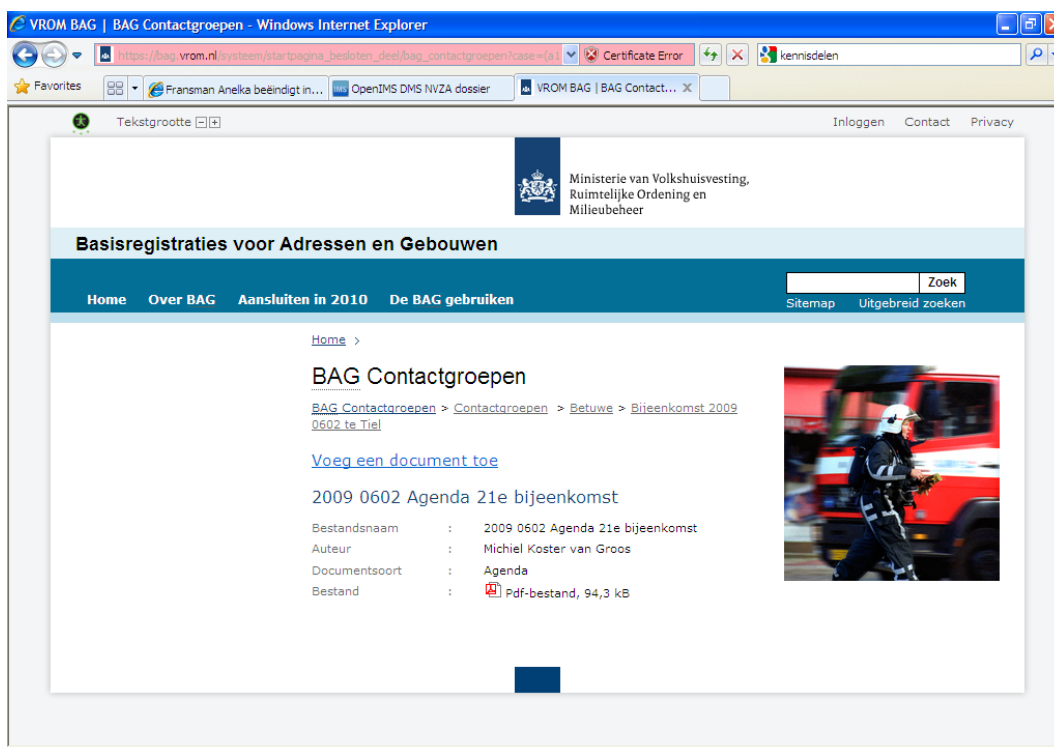 VROM BAG | BAG Contactgroepen - Windows Internet Explorer
https://bag.vrom.nl/systeem/startpagina_besloten_deel/bag_contactgroepen?case={a1 Certificate Error kennisdelen
Favorites Fransman Anelka beëindigt in... IMS OpenIMS DMS NVZA dossier VROM BAG | BAG Contact... X
Tekstgrootte Inloggen Contact Privacy
Ministerie van Volkshuisvesting,
Ruimtelijke Ordening en
Milieubeheer
Basisregistraties voor Adressen en Gebouwen
Zoek
Home Over BAG Aansluiten in 2010 De BAG gebruiken
Sitemap Uitgebreid zoeken
Home >
BAG Contactgroepen
BAG Contactgroepen > Contactgroepen > Betuwe > Bijeenkomst 2009
0602 te Tiel
Voeg een document toe
2009 0602 Agenda 21e bijeenkomst
Bestandsnaam : 2009 0602 Agenda 21e bijeenkomst
Auteur : Michiel Koster van Groos
Documentsoort : Agenda
Bestand : Pdf-bestand, 94,3 kB